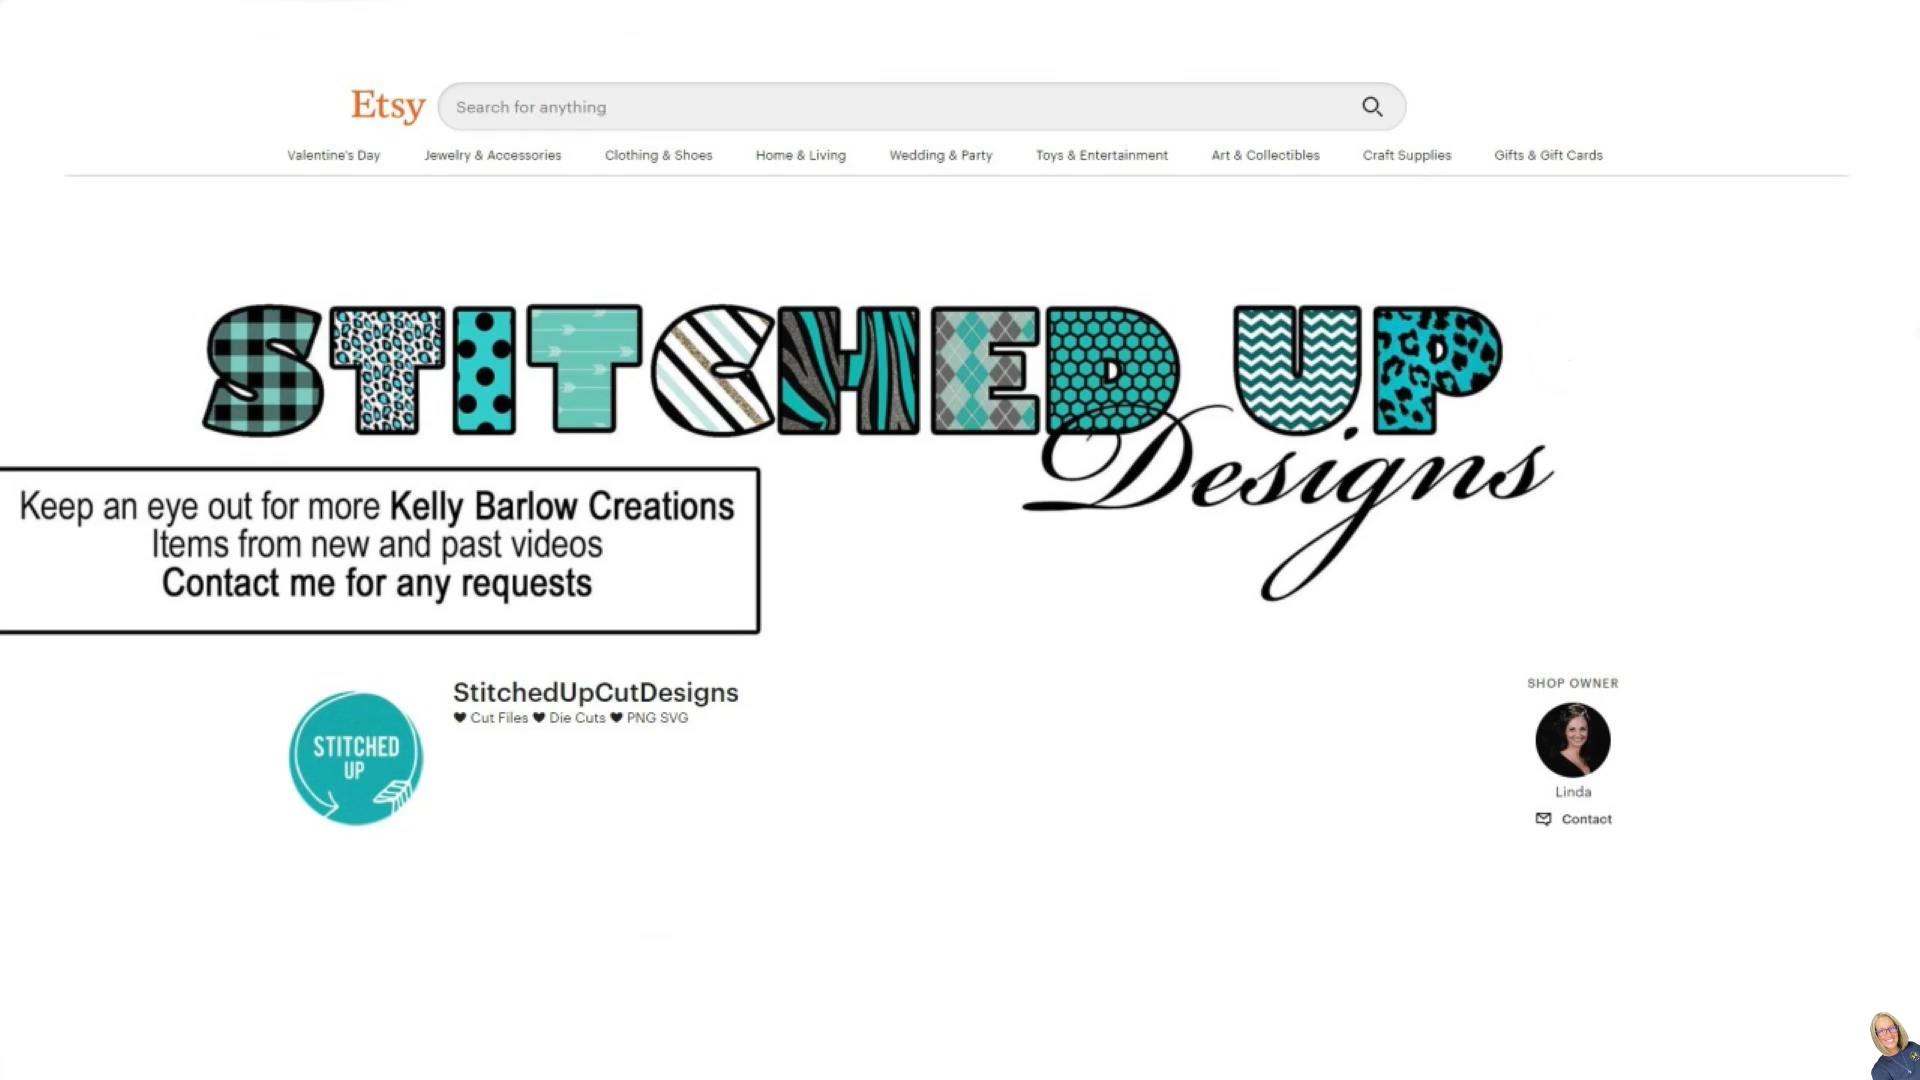 Etsy
Search for anything
Valentine's Day Jewelry & Accessories Clothing & Shoes Home & Living Wedding & Party Toys & Entertainment Art & Collectibles Craft Supplies Gifts & Gift Cards
STITCHED UP
Designs
Keep an eye out for more Kelly Barlow Creations
Items from new and past videos
Contact me for any requests
STITCHED
UP
StitchedUpCutDesigns
♥ Cut Files ♥ Die Cuts ♥ PNG SVG
SHOP OWNER
Linda
Contact